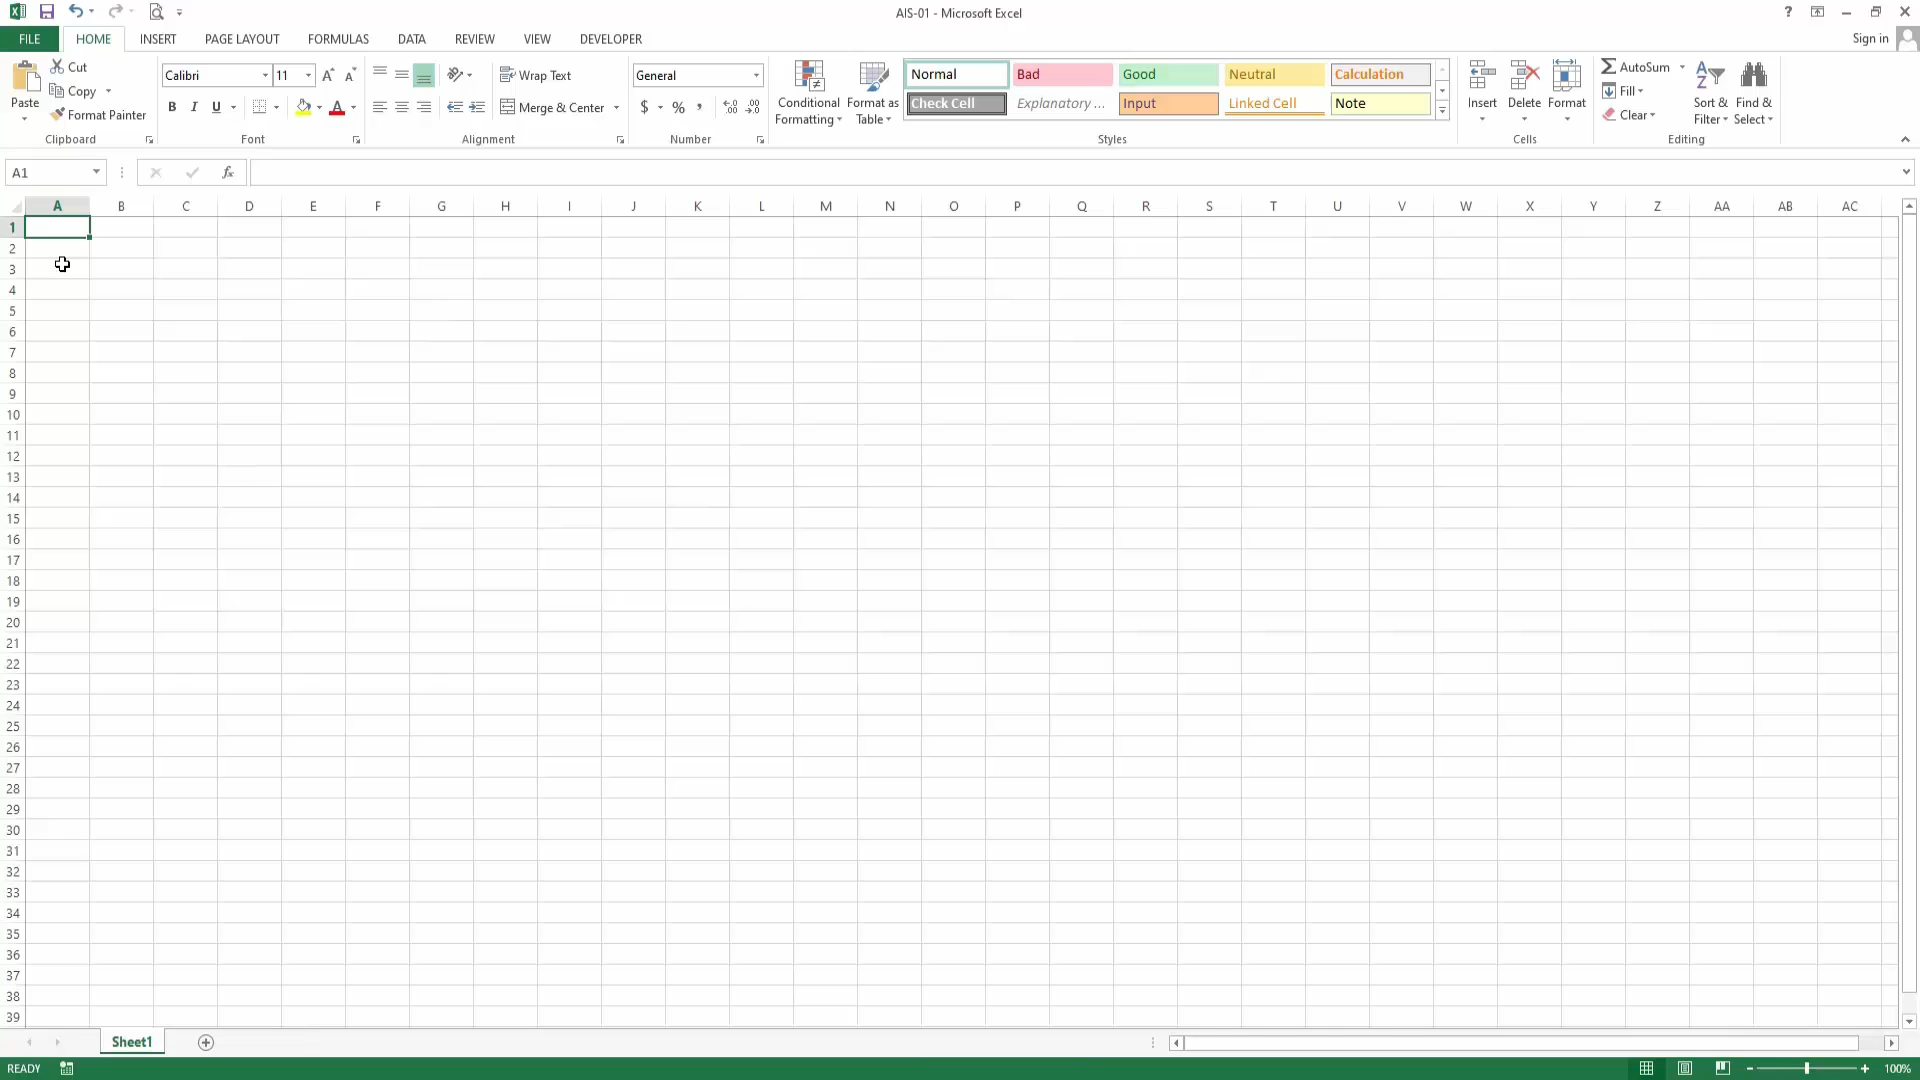 AIS-01 - Microsoft Excel
?
FILE HOME INSERT PAGE LAYOUT FORMULAS DATA REVIEW VIEW DEVELOPER
Sign in
Paste
Cut
Copy
Format Painter
Clipboard
Calibri 11
A A
B I U A
Font
Wrap Text
Merge & Center
Alignment
General
$ % ,
Number
Conditional Formatting
Format as Table
Normal Bad Good Neutral Calculation
Check Cell Explanatory ... Input Linked Cell Note
Styles
Insert Delete Format
Cells
AutoSum
Fill
Clear
Sort & Filter
Find & Select
Editing
A1
fx
A B C D E F G H I J K L M N O P Q R S T U V W X Y Z AA AB AC
1
2
3
4
5
6
7
8
9
10
11
12
13
14
15
16
17
18
19
20
21
22
23
24
25
26
27
28
29
30
31
32
33
34
35
36
37
38
39
Sheet1
READY
100%